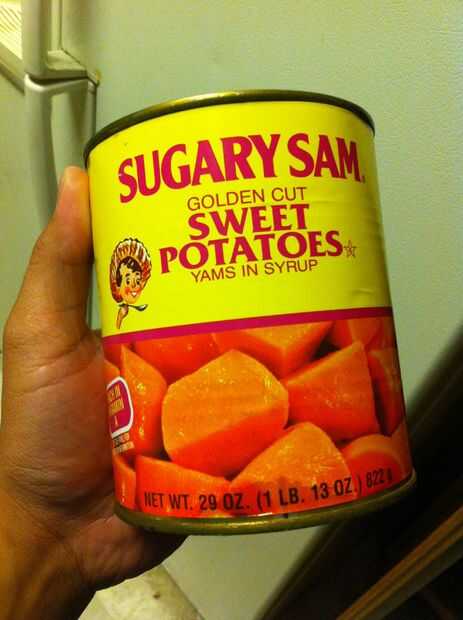 SUGARY SAM.
GOLDEN CUT
SWEET
POTATOES
YAMS IN SYRUP
A
NET WT. 29 OZ. (1 LB. 13 OZ.) 822